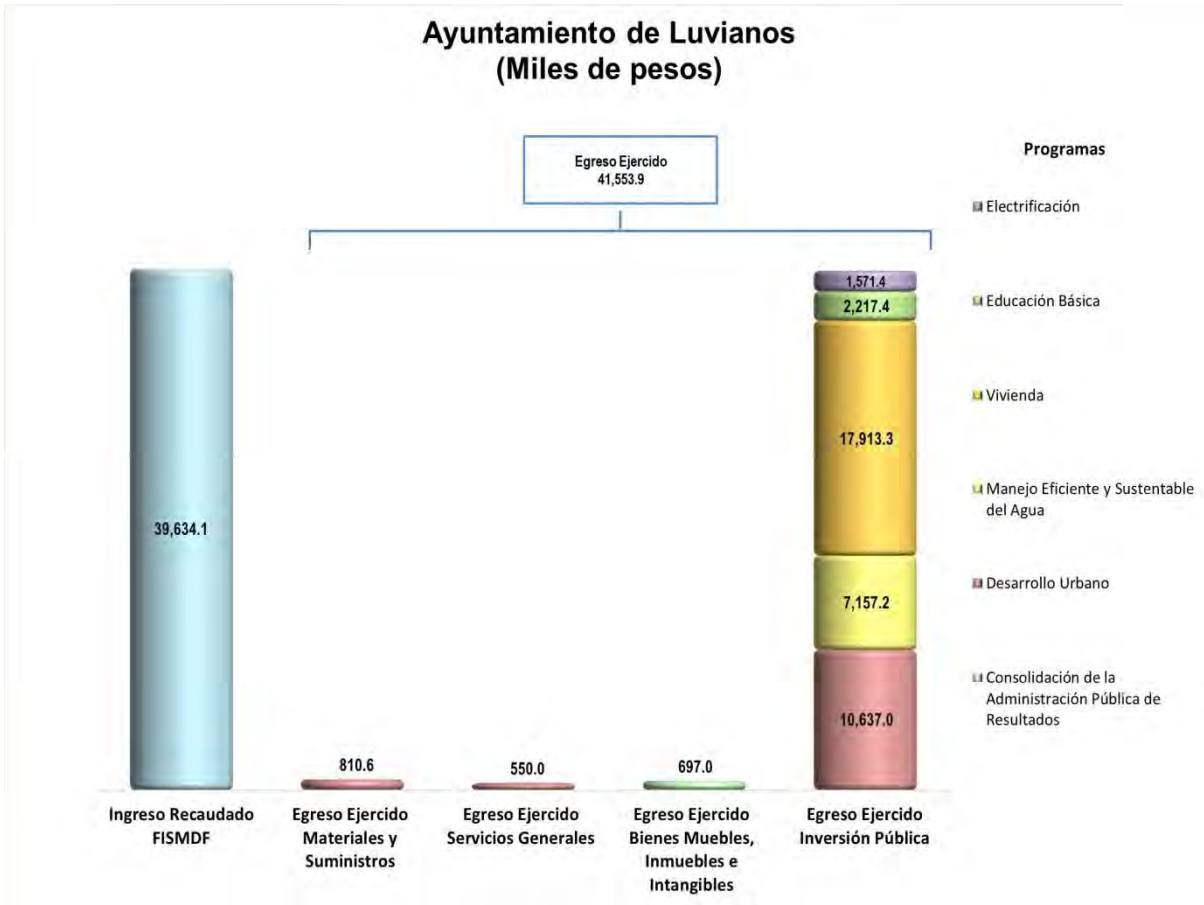 Ayuntamiento de Luvianos
(Miles de pesos)
Egreso Ejercido
41,553.9
Programas
Electrificación
Educación Básica
Vivienda
Manejo Eficiente y Sustentable
del Agua
Desarrollo Urbano
Consolidación de la
Administración Pública de
Resultados
39,634.1
810.6
550.0
697.0
1,571.4
2,217.4
17,913.3
7,157.2
10,637.0
Ingreso Recaudado
FISMDF
Egreso Ejercido
Materiales y
Suministros
Egreso Ejercido
Servicios Generales
Egreso Ejercido
Bienes Muebles,
Inmuebles e
Intangibles
Egreso Ejercido
Inversión Pública